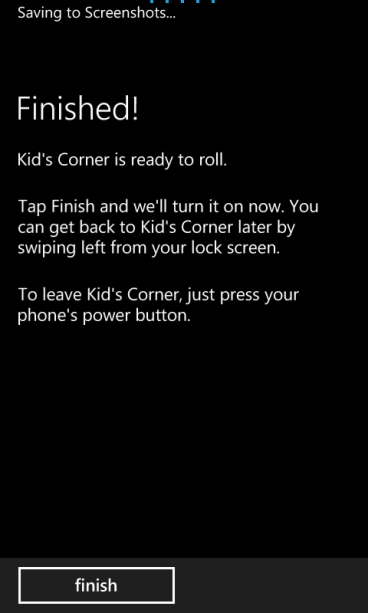 Saving to Screenshots...
Finished!
Kid's Corner is ready to roll.
Tap Finish and we'll turn it on now. You
can get back to Kid's Corner later by
swiping left from your lock screen.
To leave Kid's Corner, just press your
phone's power button.
finish